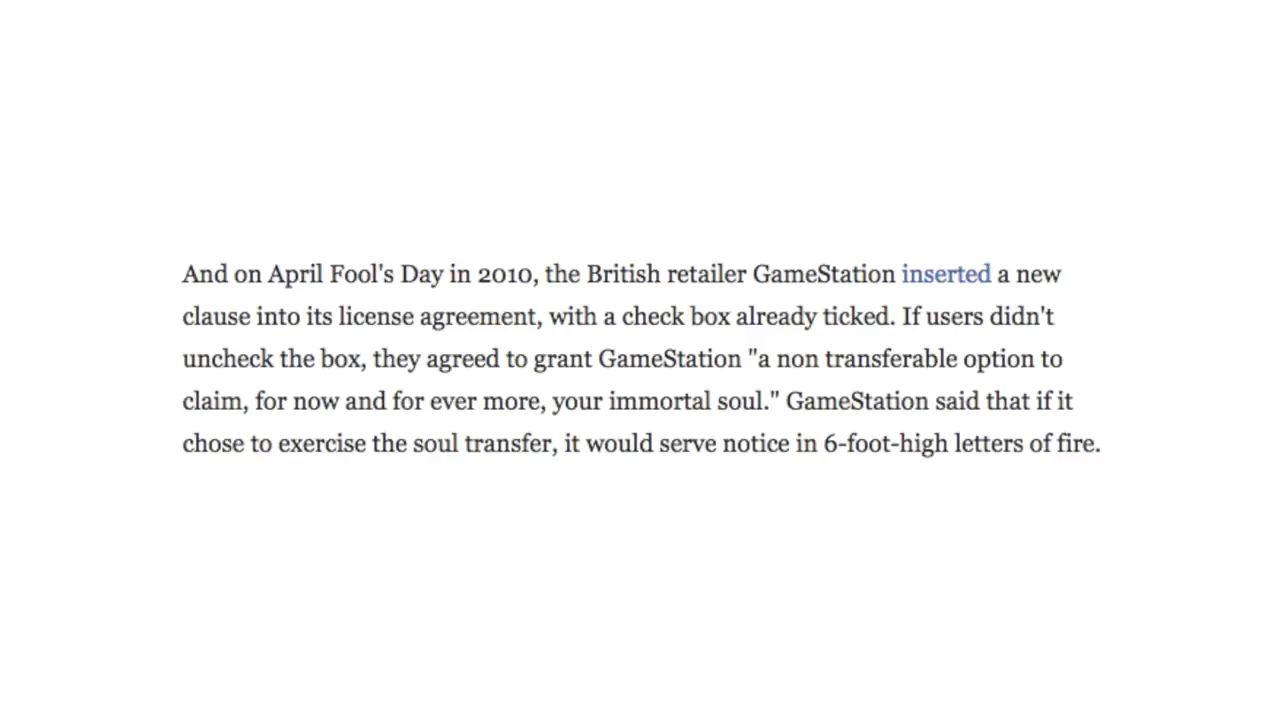 And on April Fool's Day in 2010, the British retailer GameStation inserted a new
clause into its license agreement, with a check box already ticked. If users didn't
uncheck the box, they agreed to grant GameStation "a non transferable option to
claim, for now and for ever more, your immortal soul." GameStation said that if it
chose to exercise the soul transfer, it would serve notice in 6-foot-high letters of fire.